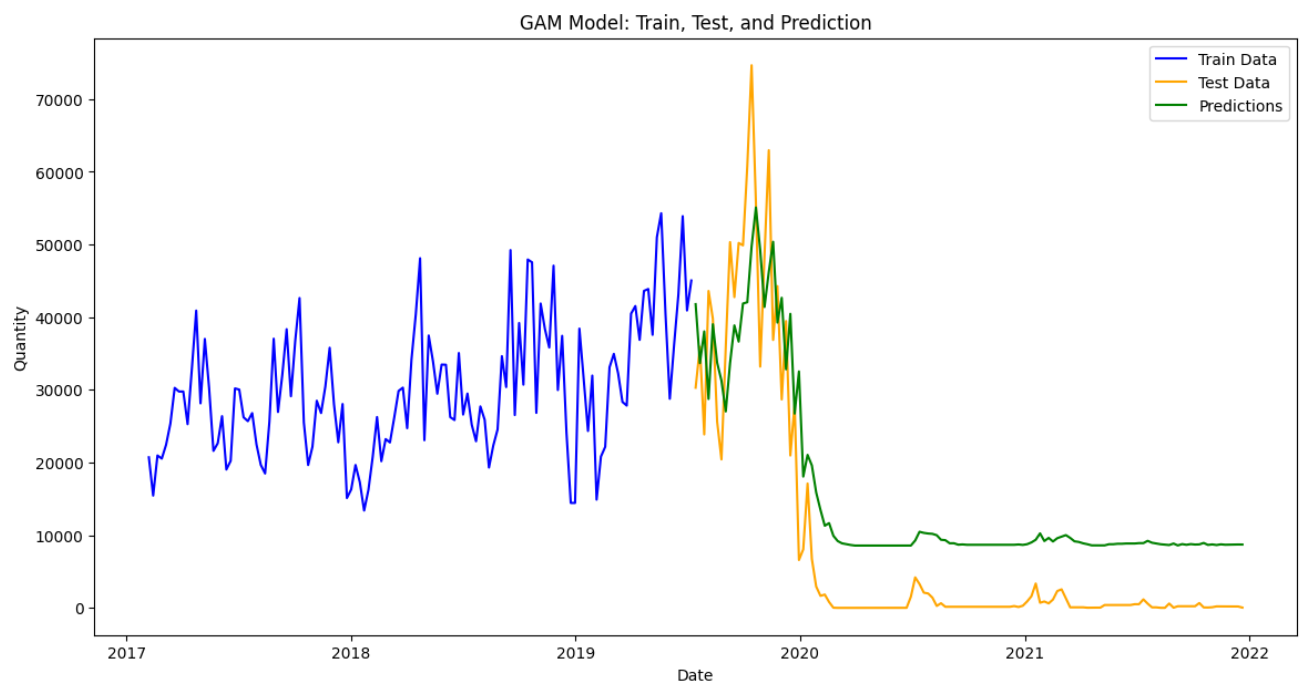 GAM Model: Train, Test, and Prediction
Train Data
Test Data
Predictions
70000
60000
50000
40000
30000
20000
10000
0
Quantity
2017 2018 2019 2020 2021 2022
Date